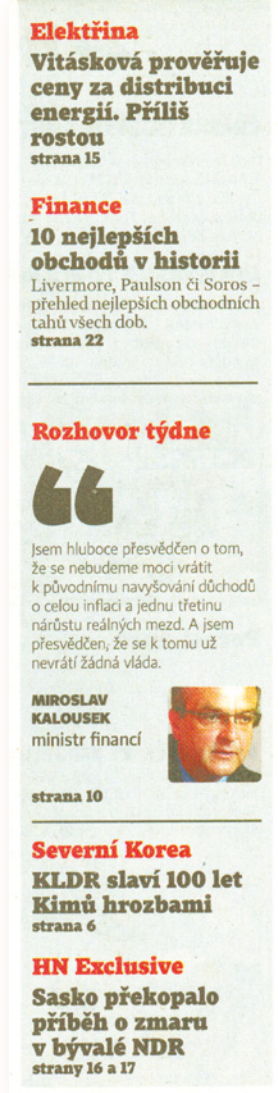 Elektřina
Vitásková prověřuje
ceny za distribuci
energií. Příliš
rostou
strana 15
Finance
10 nejlepších
obchodů v historii
Livermore, Paulson či Soros –
přehled nejlepších obchodních
tahů všech dob.
strana 22
Rozhovor týdne
“
Jsem hluboce přesvědčen o tom,
že se nebudeme moci vrátit
k původnímu navyšování důchodů
o celou inflaci a jednu třetinu
nárůstu reálných mezd. A jsem
přesvědčen, že se k tomu už
nevrátí žádná vláda.
MIROSLAV
KALOUSEK
ministr financí
strana 10
Severní Korea
KLDR slaví 100 let
Kimů hrozbami
strana 6
HN Exclusive
Sasko překopalo
příběh o zmaru
v bývalé NDR
strany 16 a 17